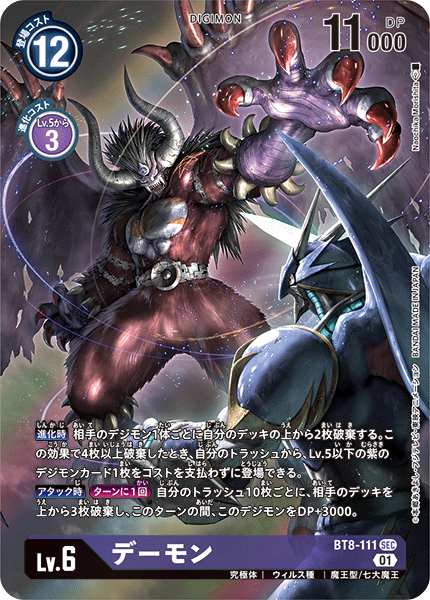 登場コスト
12
DIGIMON
DP
11000
進化コスト
Lv.5から
3
Naochika Morishita
BANDAI MADE IN JAPAN
進化時 相手のデジモン1体ごとに自分のデッキの上から2枚破棄する。こ
の効果で4枚以上破棄したとき、自分のトラッシュから、Lv.5以下の紫の
デジモンカード1枚をコストを支払わずに登場できる。
アタック時 ターンに1回 自分のトラッシュ10枚ごとに、相手のデッキを
上から3枚破棄し、このターンの間、このデジモンをDP+3000。
Lv.6
デーモン
BT8-111 SEC
01
究極体 | ウィルス種 | 魔王型/七大魔王